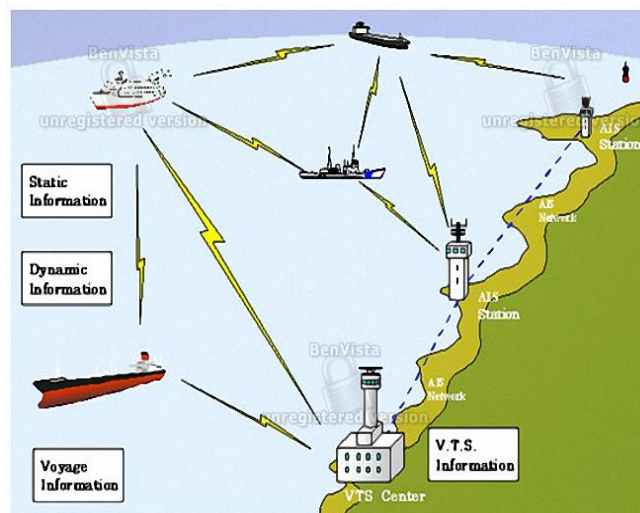 BenVista
unregistered version
BenVista
unregistered version
AIS
Station
Static
Information
AIS
Network
Dynamic
Information
AIS
Station
BenVista
AIS
Network
unregistered version
Voyage
Information
V.T.S.
Information
VTS Center